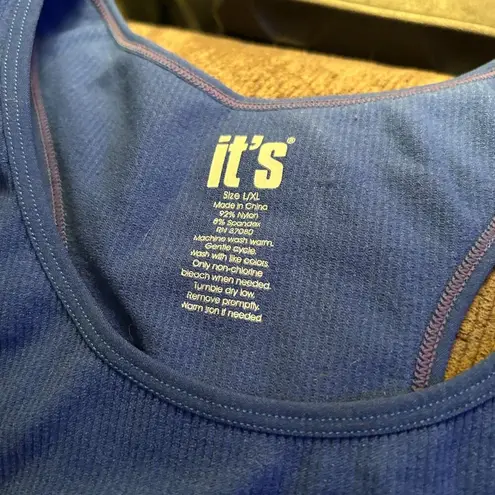 it's®
Size L/XL
Made in China
92% Nylon
8% Spandex
RN 37080
Machine wash warm.
Gentle cycle.
Wash with like colors.
Only non-chlorine
bleach when needed.
Tumble dry low.
Remove promptly.
Warm iron if needed